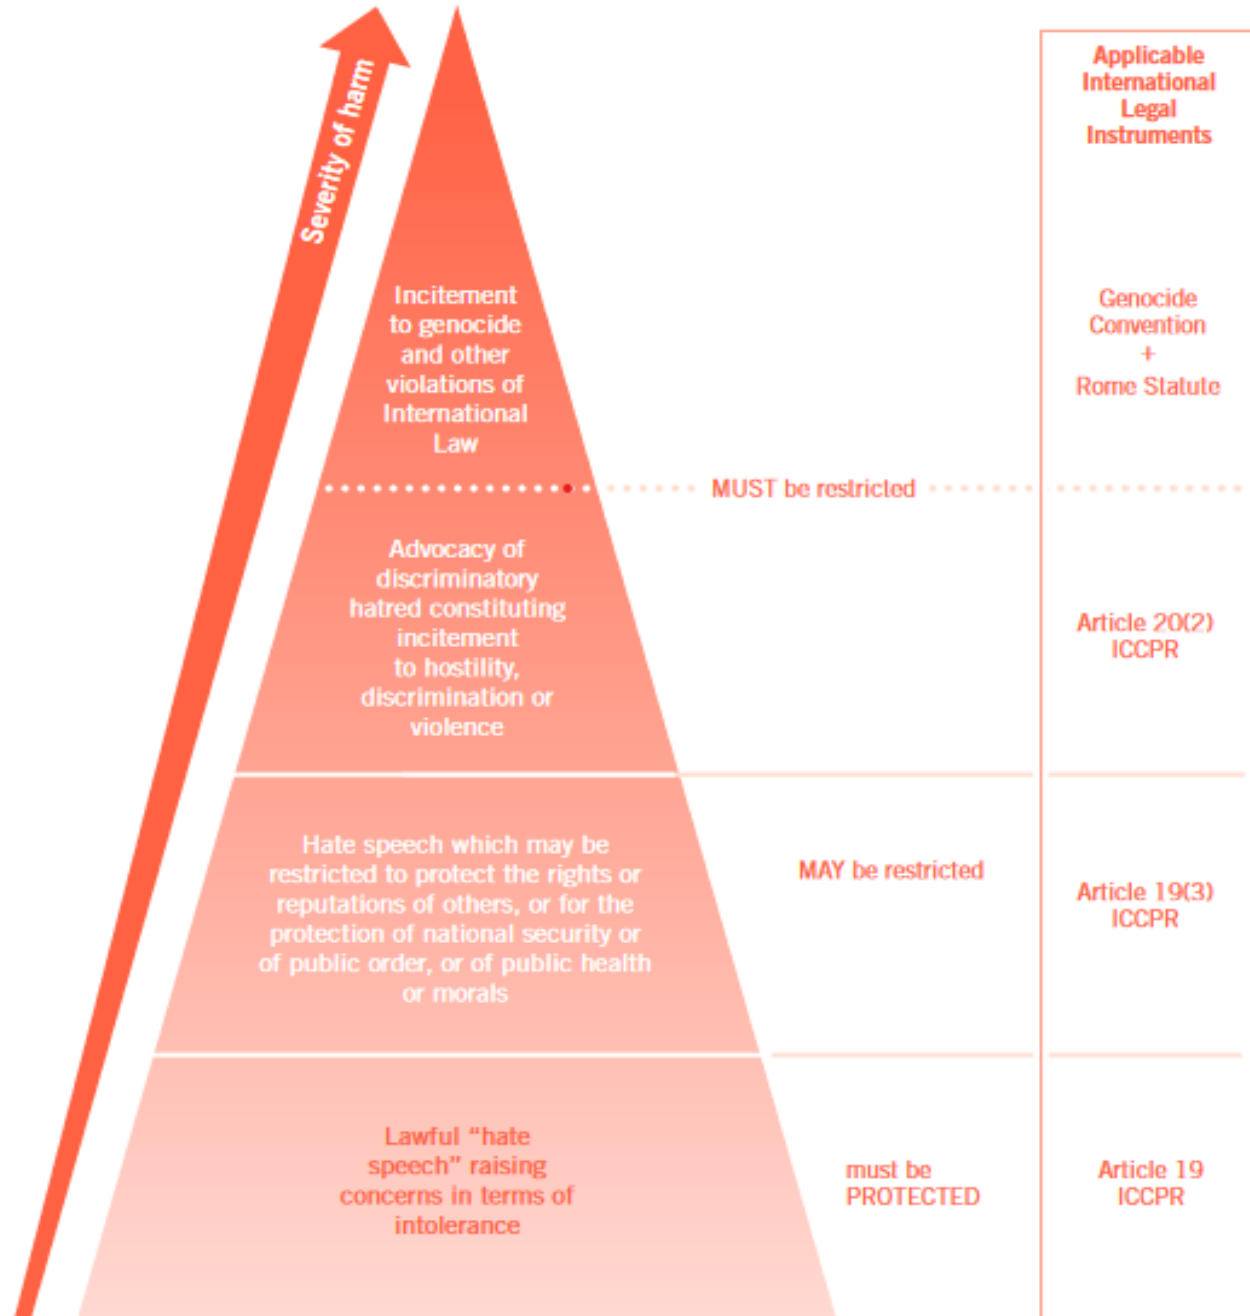 Severity of harm
Applicable
International
Legal
Instruments
Incitement
to genocide
and other
violations of
International
Law
Genocide
Convention
+
Rome Statute
MUST be restricted
Advocacy of
discriminatory
hatred constituting
incitement
to hostility,
discrimination or
violence
Article 20(2)
ICCPR
Hate speech which may be
restricted to protect the rights or
reputations of others, or for the
protection of national security or
of public order, or of public health
or morals
MAY be restricted
Article 19(3)
ICCPR
Lawful “hate
speech” raising
concerns in terms of
intolerance
must be
PROTECTED
Article 19
ICCPR